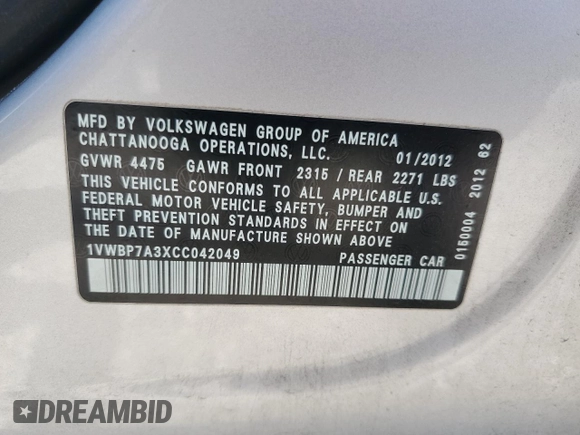 MFD BY VOLKSWAGEN GROUP OF AMERICA
CHATTANOOGA OPERATIONS, LLC. 01/2012
GVWR 4475 GAWR FRONT 2315 / REAR 2271 LBS
THIS VEHICLE CONFORMS TO ALL APPLICABLE U.S.
FEDERAL MOTOR VEHICLE SAFETY, BUMPER AND
THEFT PREVENTION STANDARDS IN EFFECT ON
THE DATE OF MANUFACTURE SHOWN ABOVE
1VWBP7A3XCC042049 PASSENGER CAR
0160004 2012 62
DREAMBID